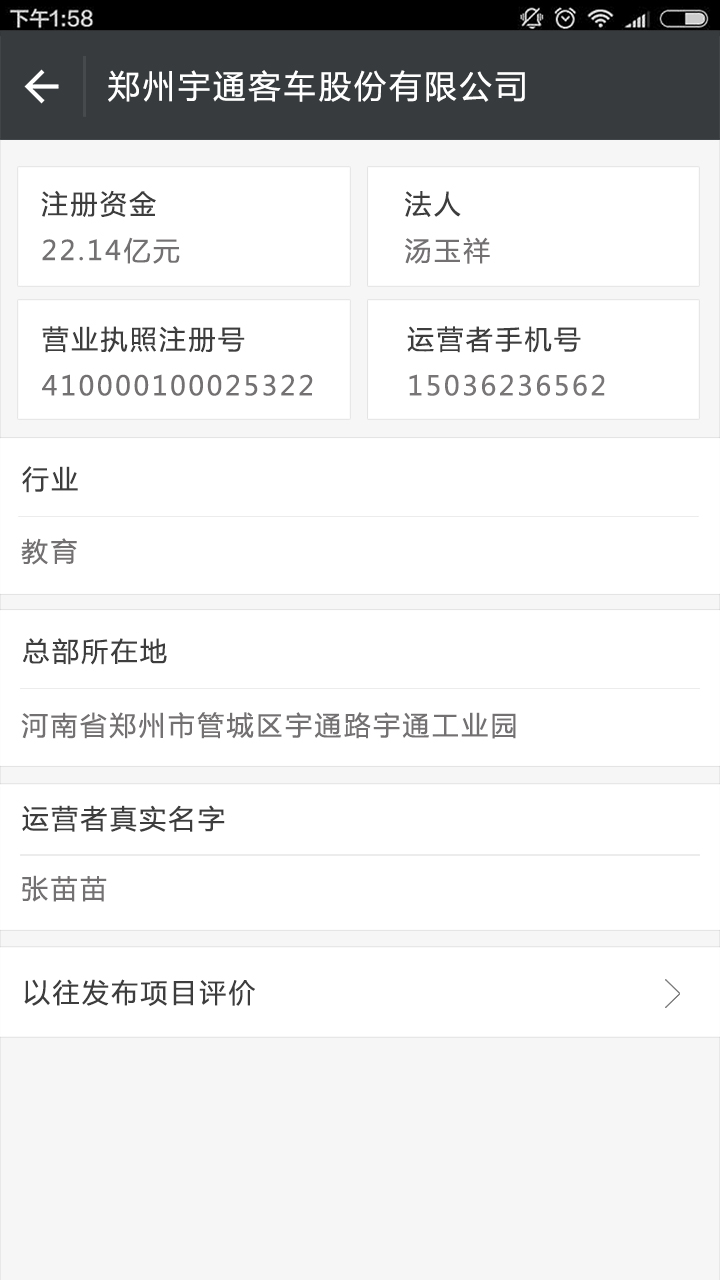 下午1:58
郑州宇通客车股份有限公司
注册资金
22.14亿元
法人
汤玉祥
营业执照注册号
410000100025322
运营者手机号
15036236562
行业
教育
总部所在地
河南省郑州市管城区宇通路宇通工业园
运营者真实名字
张苗苗
以往发布项目评价